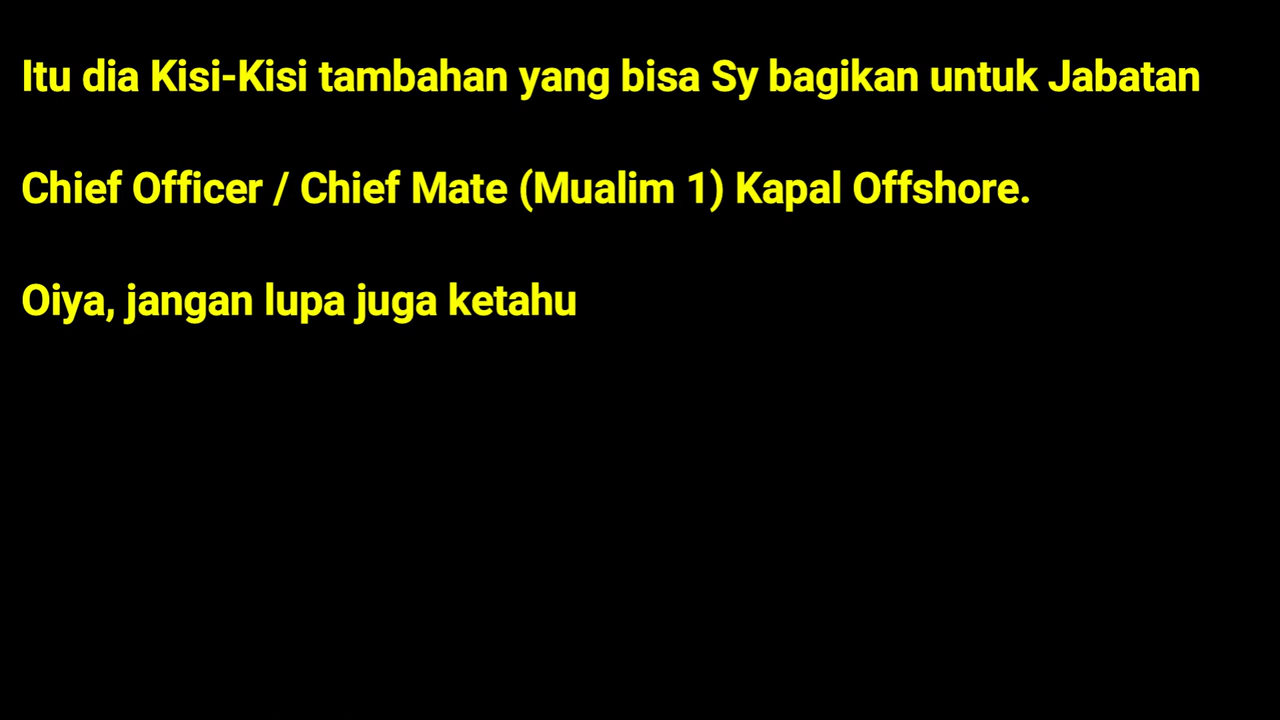 Itu dia Kisi-Kisi tambahan yang bisa Sy bagikan untuk Jabatan
Chief Officer / Chief Mate (Mualim 1) Kapal Offshore.
Oiya, jangan lupa juga ketahu